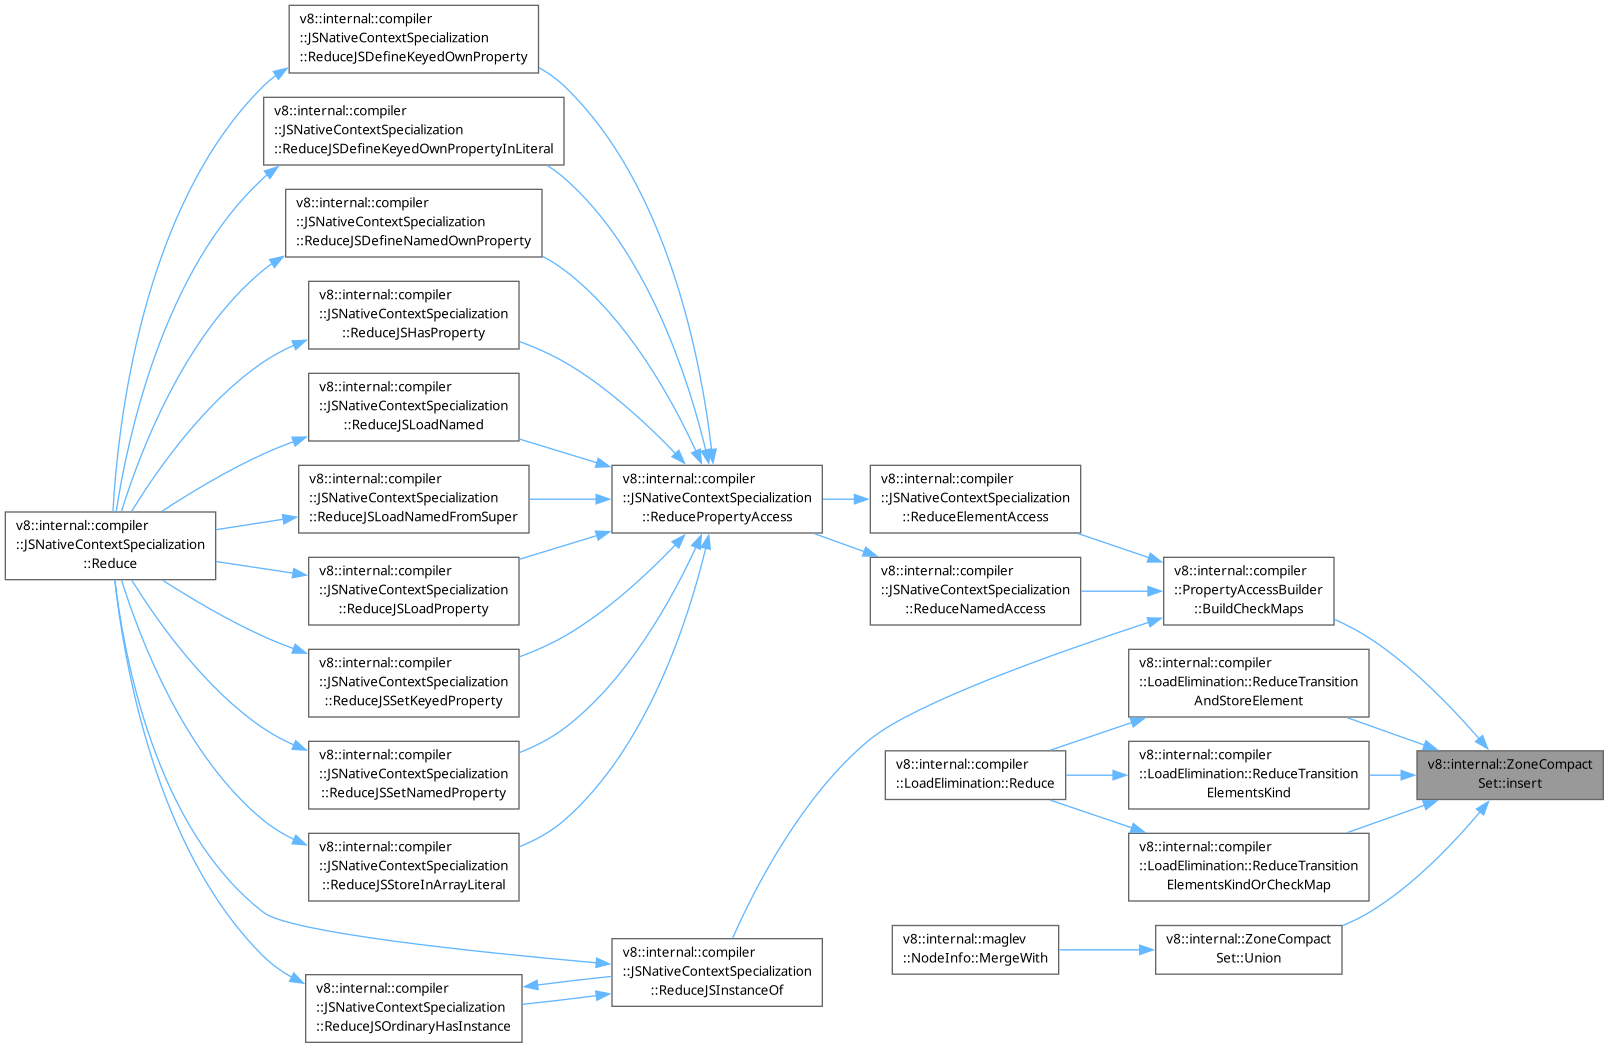 v8::internal::compiler
::JSNativeContextSpecialization
::ReduceJSDefineKeyedOwnProperty
v8::internal::compiler
::JSNativeContextSpecialization
::ReduceJSDefineKeyedOwnPropertyInLiteral
v8::internal::compiler
::JSNativeContextSpecialization
::ReduceJSDefineNamedOwnProperty
v8::internal::compiler
::JSNativeContextSpecialization
::ReduceJSHasProperty
v8::internal::compiler
::JSNativeContextSpecialization
::ReduceJSLoadNamed
v8::internal::compiler
::JSNativeContextSpecialization
::ReduceJSLoadNamedFromSuper
v8::internal::compiler
::JSNativeContextSpecialization
::Reduce
v8::internal::compiler
::JSNativeContextSpecialization
::ReduceJSLoadProperty
v8::internal::compiler
::JSNativeContextSpecialization
::ReduceJSSetKeyedProperty
v8::internal::compiler
::JSNativeContextSpecialization
::ReduceJSSetNamedProperty
v8::internal::compiler
::JSNativeContextSpecialization
::ReduceJSStoreInArrayLiteral
v8::internal::compiler
::JSNativeContextSpecialization
::ReduceJSOrdinaryHasInstance
v8::internal::compiler
::JSNativeContextSpecialization
::ReducePropertyAccess
v8::internal::compiler
::JSNativeContextSpecialization
::ReduceJSInstanceOf
v8::internal::compiler
::JSNativeContextSpecialization
::ReduceElementAccess
v8::internal::compiler
::JSNativeContextSpecialization
::ReduceNamedAccess
v8::internal::compiler
::LoadElimination::Reduce
v8::internal::maglev
::NodeInfo::MergeWith
v8::internal::compiler
::PropertyAccessBuilder
::BuildCheckMaps
v8::internal::compiler
::LoadElimination::ReduceTransition
AndStoreElement
v8::internal::compiler
::LoadElimination::ReduceTransition
ElementsKind
v8::internal::compiler
::LoadElimination::ReduceTransition
ElementsKindOrCheckMap
v8::internal::ZoneCompact
Set::Union
v8::internal::ZoneCompact
Set::insert